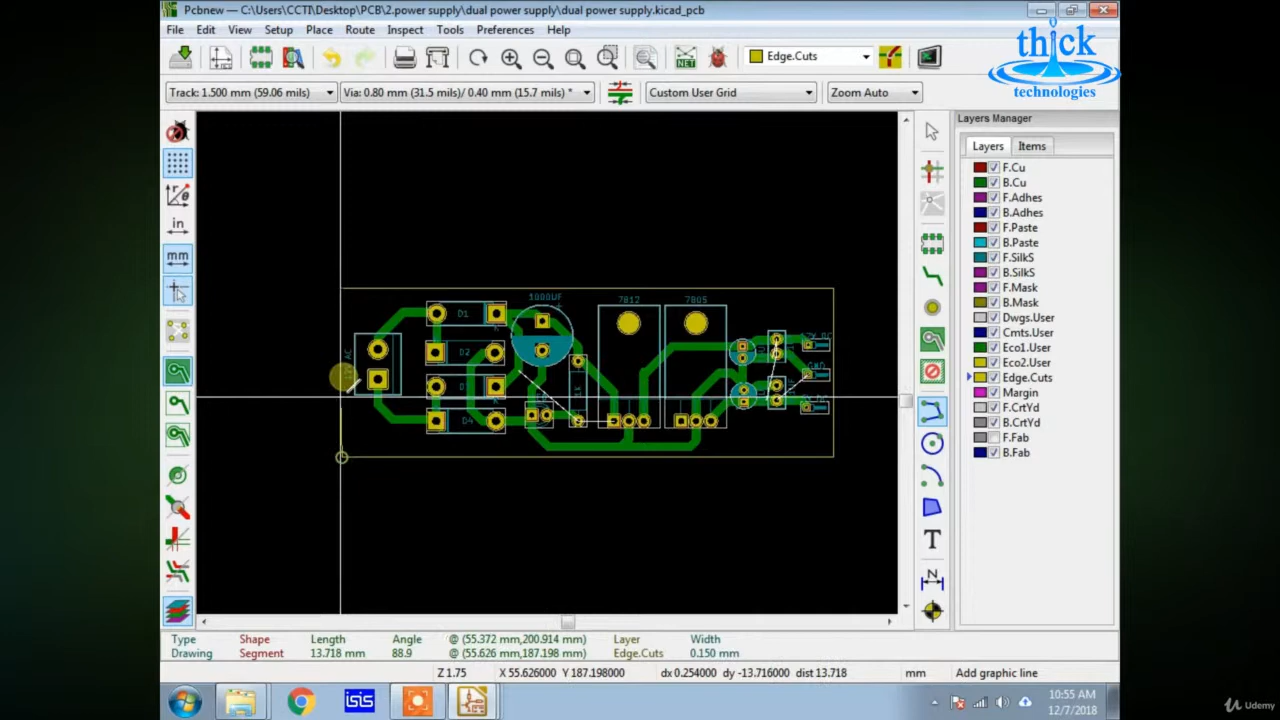 Pcbnew — C:\Users\CCTI\Desktop\PCB\2.power supply\dual power supply\dual power supply.kicad_pcb
File Edit View Setup Place Route Inspect Tools Preferences Help
thick
technologies
NET
Edge.Cuts
Track: 1.500 mm (59.06 mils)
Via: 0.80 mm (31.5 mils)/ 0.40 mm (15.7 mils) *
Custom User Grid
Zoom Auto
Layers Manager
Layers Items
F.Cu
B.Cu
F.Adhes
B.Adhes
F.Paste
B.Paste
F.SilkS
B.SilkS
F.Mask
B.Mask
Dwgs.User
Cmts.User
Eco1.User
Eco2.User
Edge.Cuts
Margin
F.CrtYd
B.CrtYd
F.Fab
B.Fab
in
mm
7812
7805
D1
D2
D4
GND
T
N
Type Shape Length Angle @ (55.372 mm,200.914 mm) Layer Width
Drawing Segment 13.718 mm 88.9 @ (55.626 mm,187.198 mm) Edge.Cuts 0.150 mm
Z 1.75 X 55.626000 Y 187.198000 dx 0.254000 dy -13.716000 dist 13.718 mm Add graphic line
isis
10:55 AM
12/7/2018
Udemy